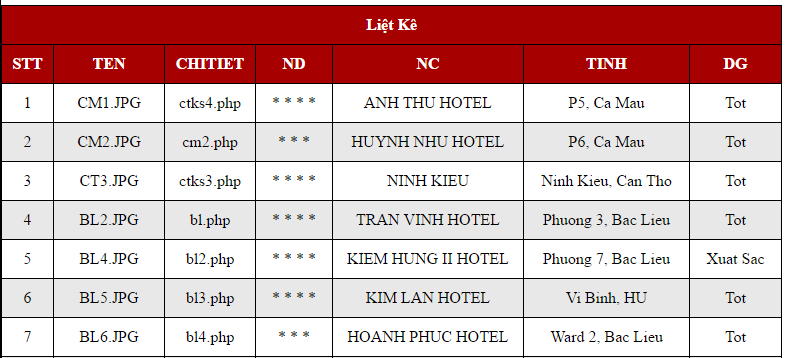 Liệt Kê
STT TEN CHITIET ND NC TINH DG
1 CM1.JPG ctks4.php * * * * ANH THU HOTEL P5, Ca Mau Tot
2 CM2.JPG cm2.php * * * HUYNH NHU HOTEL P6, Ca Mau Tot
3 CT3.JPG ctks3.php * * * * NINH KIEU Ninh Kieu, Can Tho Tot
4 BL2.JPG bl.php * * * * TRAN VINH HOTEL Phuong 3, Bac Lieu Tot
5 BL4.JPG bl2.php * * * * KIEM HUNG II HOTEL Phuong 7, Bac Lieu Xuat Sac
6 BL5.JPG bl3.php * * * * KIM LAN HOTEL Vi Binh, HU Tot
7 BL6.JPG bl4.php * * * HOANH PHUC HOTEL Ward 2, Bac Lieu Tot